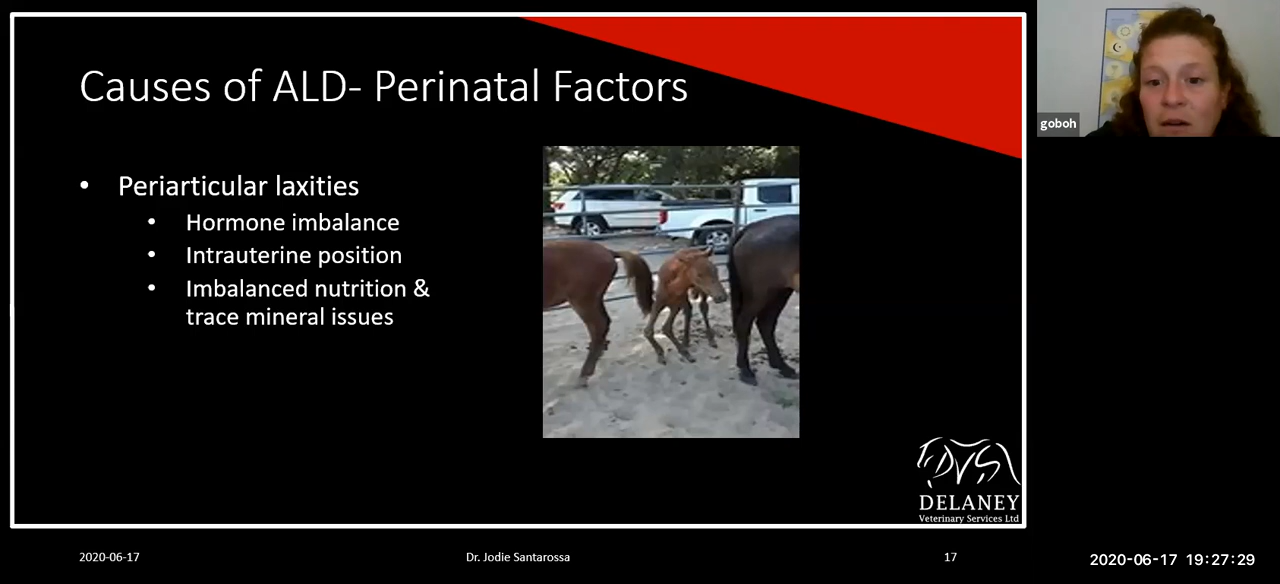 Causes of ALD- Perinatal Factors
• Periarticular laxities
• Hormone imbalance
• Intrauterine position
• Imbalanced nutrition &
trace mineral issues
goboh
DVS
DELANEY
Veterinary Services Ltd
2020-06-17
Dr. Jodie Santarossa
17
2020-06-17 19:27:29